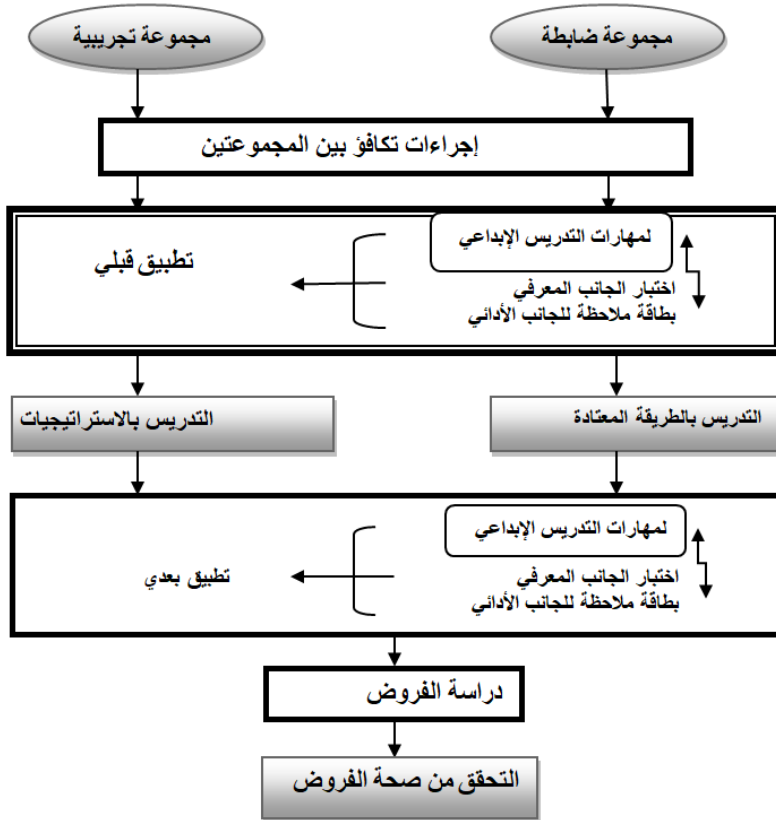 مجموعة ضابطة
مجموعة تجريبية
إجراءات تكافؤ بين المجموعتين
لمهارات التدريس الإبداعي
اختبار الجانب المعرفي
بطاقة ملاحظة للجانب الأدائي
تطبيق قبلي
التدريس بالطريقة المعتادة
التدريس بالاستراتيجيات
لمهارات التدريس الإبداعي
اختبار الجانب المعرفي
بطاقة ملاحظة للجانب الأدائي
تطبيق بعدي
دراسة الفروض
التحقق من صحة الفروض